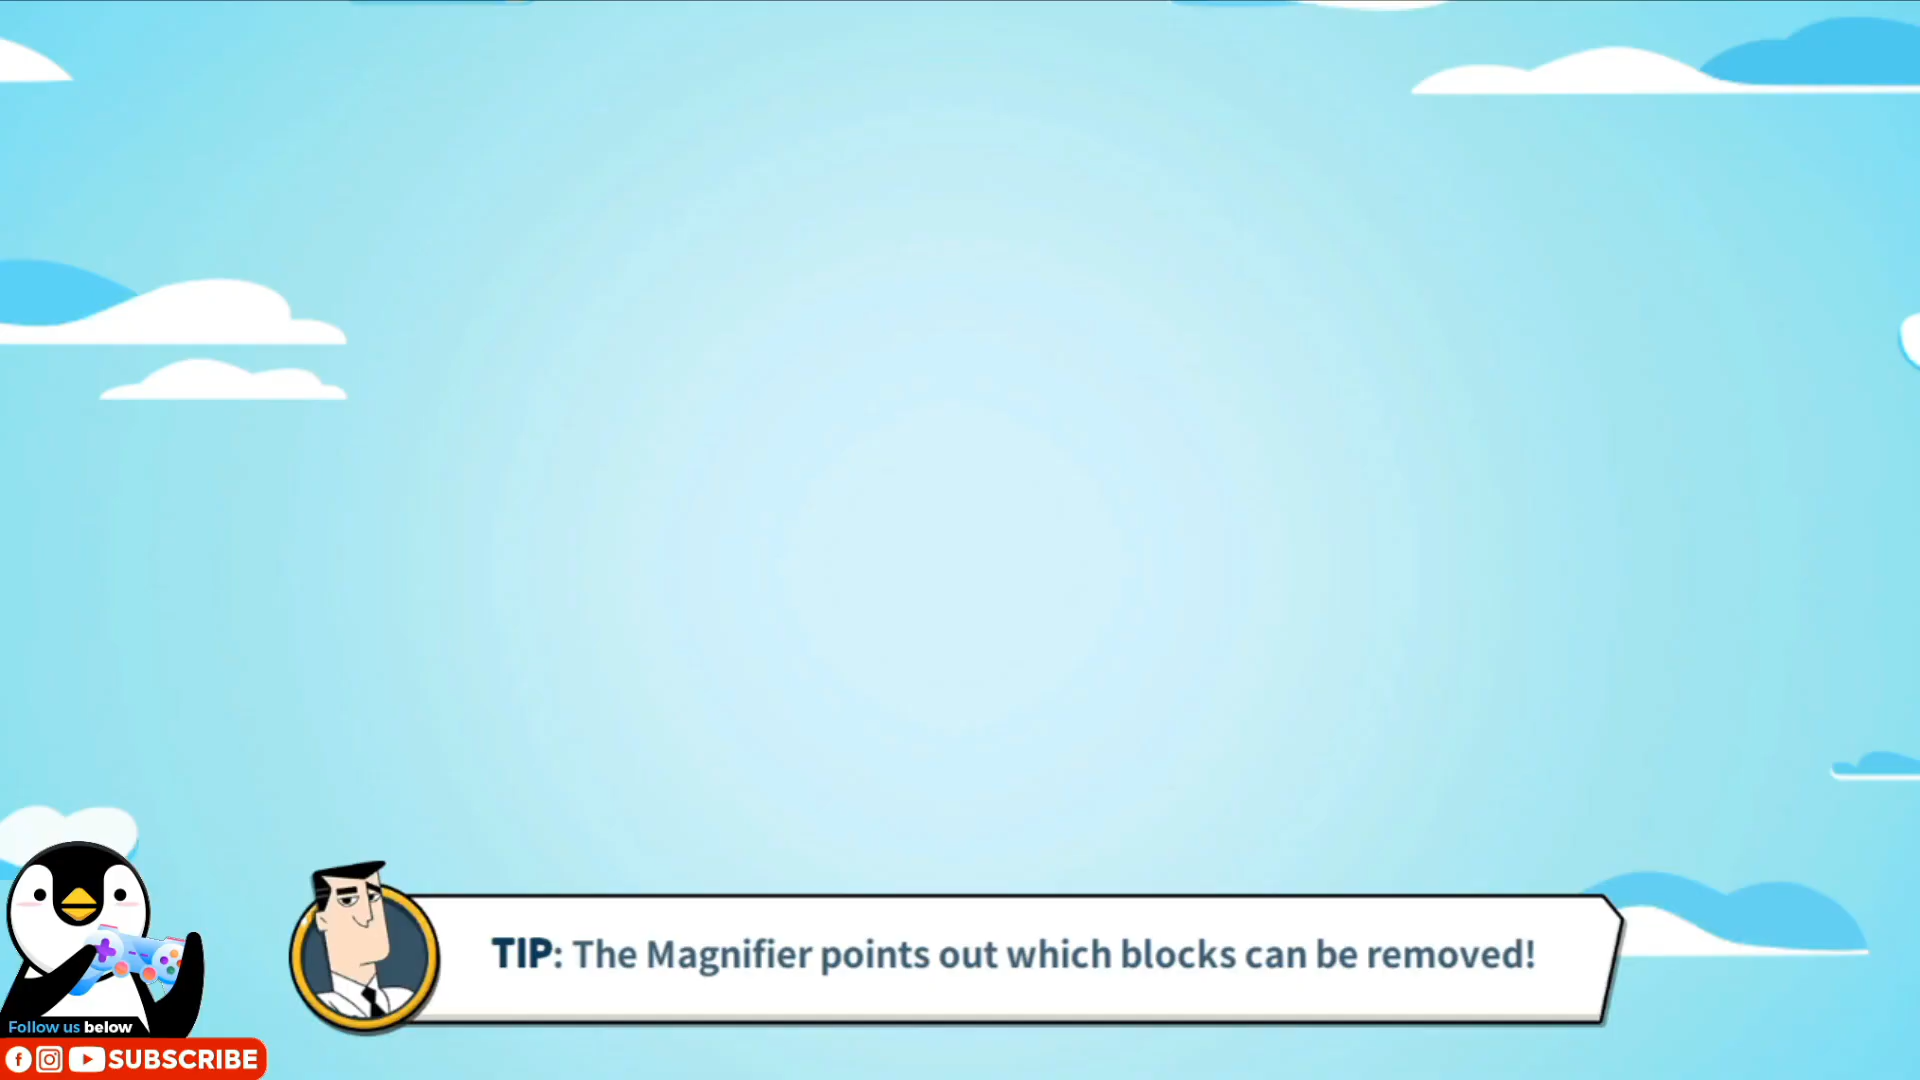 TIP: The Magnifier points out which blocks can be removed!
Follow us below
SUBSCRIBE